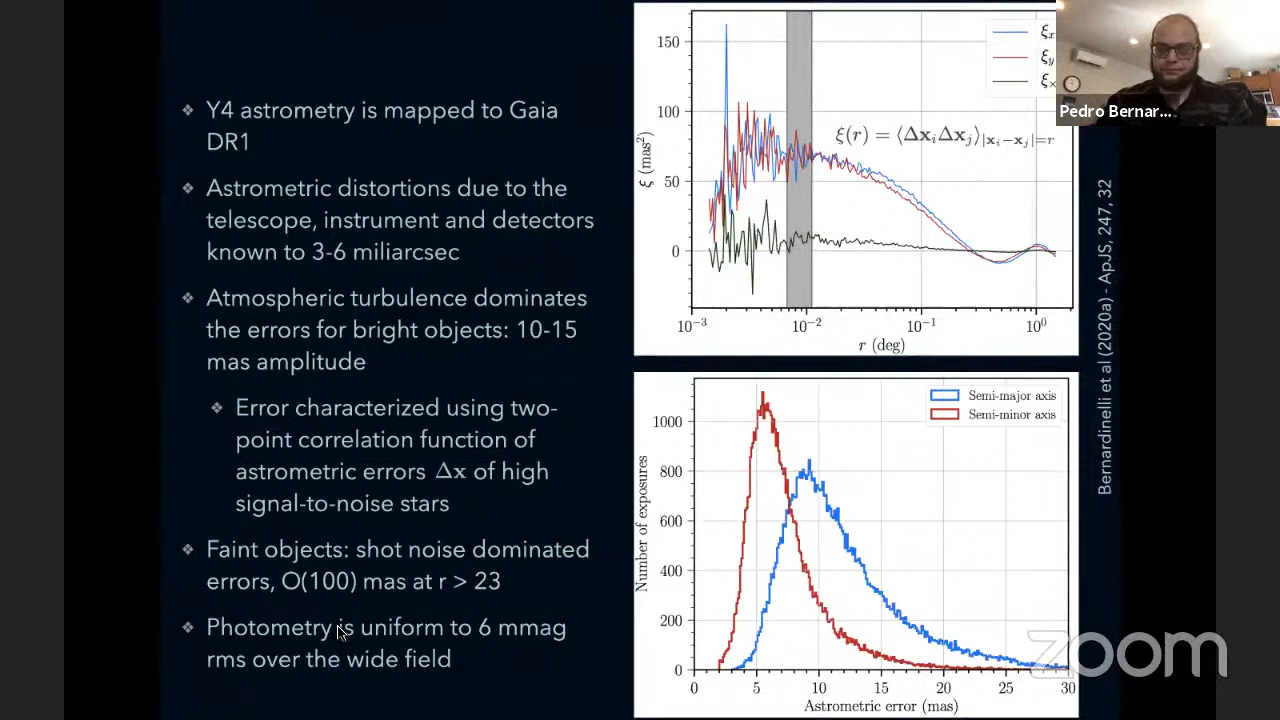 Y4 astrometry is mapped to Gaia
DR1
Astrometric distortions due to the
telescope, instrument and detectors
known to 3-6 miliarcsec
Atmospheric turbulence dominates
the errors for bright objects: 10-15
mas amplitude
Error characterized using two-
point correlation function of
astrometric errors Δx of high
signal-to-noise stars
Faint objects: shot noise dominated
errors, O(100) mas at r > 23
Photometry is uniform to 6 mmag
rms over the wide field
150
100
50
0
ξ (mas²)
ξx
ξy
ξ×
ξ(r) = ⟨Δxᵢ Δxⱼ⟩|xᵢ−xⱼ|=r
10⁻³ 10⁻² 10⁻¹ 10⁰
r (deg)
1000
800
600
400
200
0
Number of exposures
Semi-major axis
Semi-minor axis
0 5 10 15 20 25 30
Astrometric error (mas)
Bernardinelli et al (2020a) - ApJS, 247, 32
Pedro Bernar...
zoom